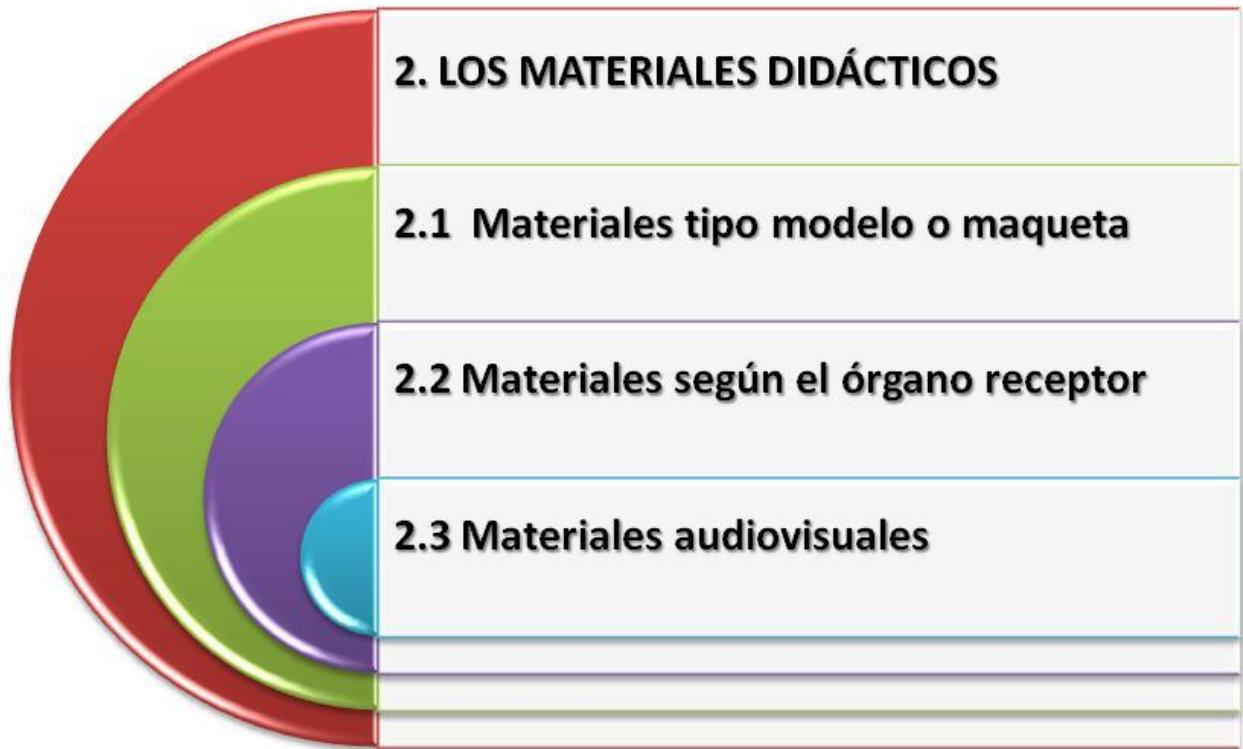 2. LOS MATERIALES DIDÁCTICOS
2.1 Materiales tipo modelo o maqueta
2.2 Materiales según el órgano receptor
2.3 Materiales audiovisuales